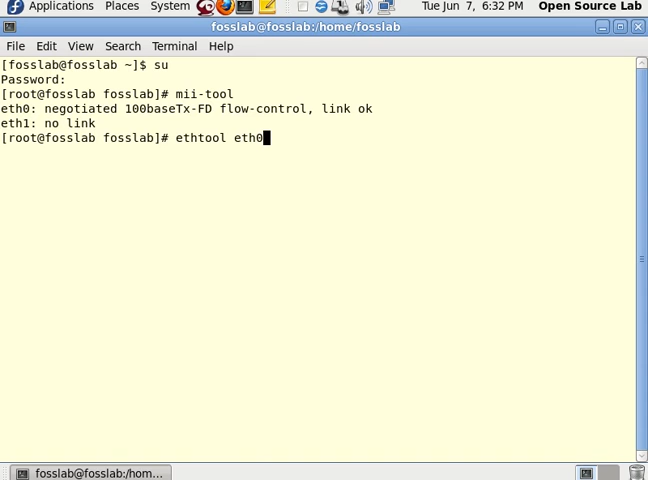 Applications Places System Tue Jun 7, 6:32 PM Open Source Lab
fosslab@fosslab:/home/fosslab
File Edit View Search Terminal Help
[fosslab@fosslab ~]$ su
Password:
[root@fosslab fosslab]# mii-tool
eth0: negotiated 100baseTx-FD flow-control, link ok
eth1: no link
[root@fosslab fosslab]# ethtool eth0
fosslab@fosslab:/hom...